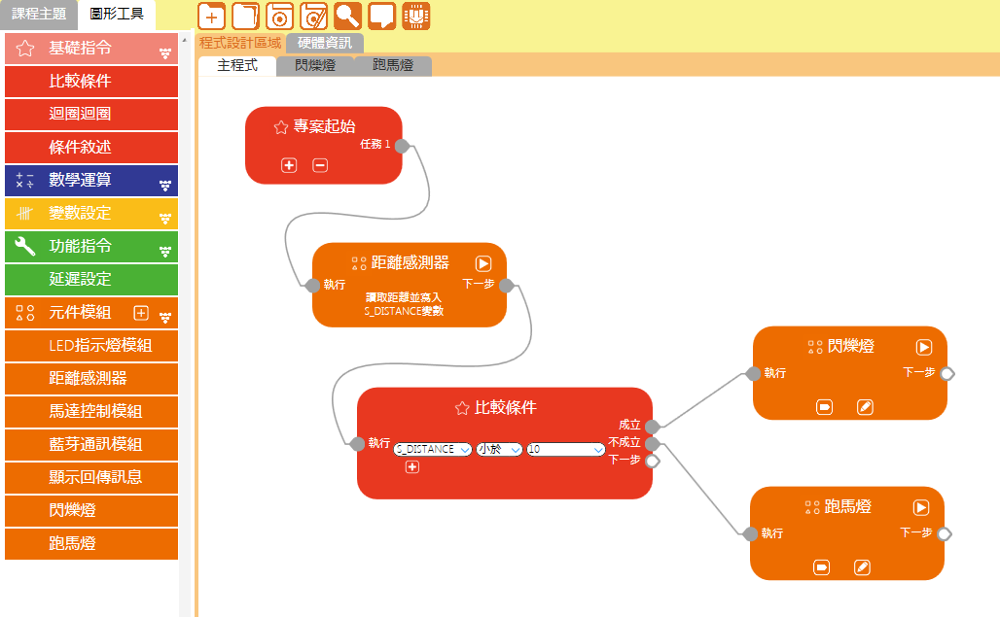 課程主題
圖形工具
程式設計區域
硬體資訊
主程式
閃爍燈
跑馬燈
基礎指令
比較條件
迴圈迴圈
條件敘述
數學運算
變數設定
功能指令
延遲設定
元件模組
LED指示燈模組
距離感測器
馬達控制模組
藍芽通訊模組
顯示回傳訊息
閃爍燈
跑馬燈
專案起始
任務 1
距離感測器
執行
下一步
讀取距離並寫入
S_DISTANCE變數
比較條件
成立
執行
S_DISTANCE
小於
10
不成立
下一步
閃爍燈
執行
下一步
跑馬燈
執行
下一步